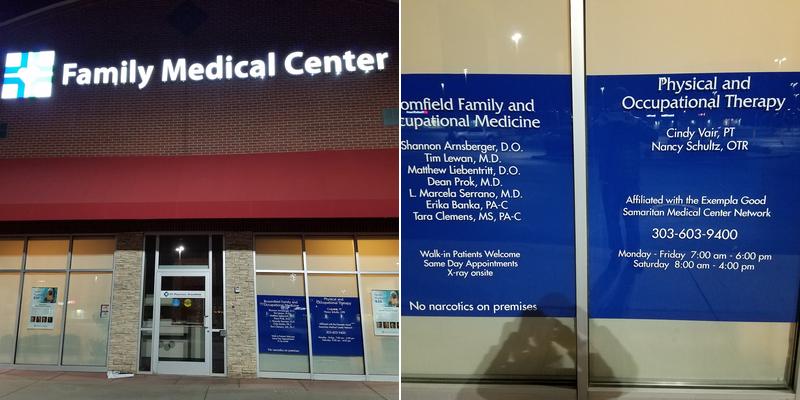 Family Medical Center
omfield Family and
cupational Medicine
Shannon Arnsberger, D.O.
Tim Lewan, M.D.
Matthew Liebentritt, D.O.
Dean Prok, M.D.
L. Marcela Serrano, M.D.
Erika Banka, PA-C
Tara Clemens, MS, PA-C
Walk-in Patients Welcome
Same Day Appointments
X-ray onsite
No narcotics on premises
Physical and
Occupational Therapy
Cindy Vair, PT
Nancy Schultz, OTR
Affiliated with the Exempla Good
Samaritan Medical Center Network
303-603-9400
Monday - Friday 7:00 am - 6:00 pm
Saturday 8:00 am - 4:00 pm